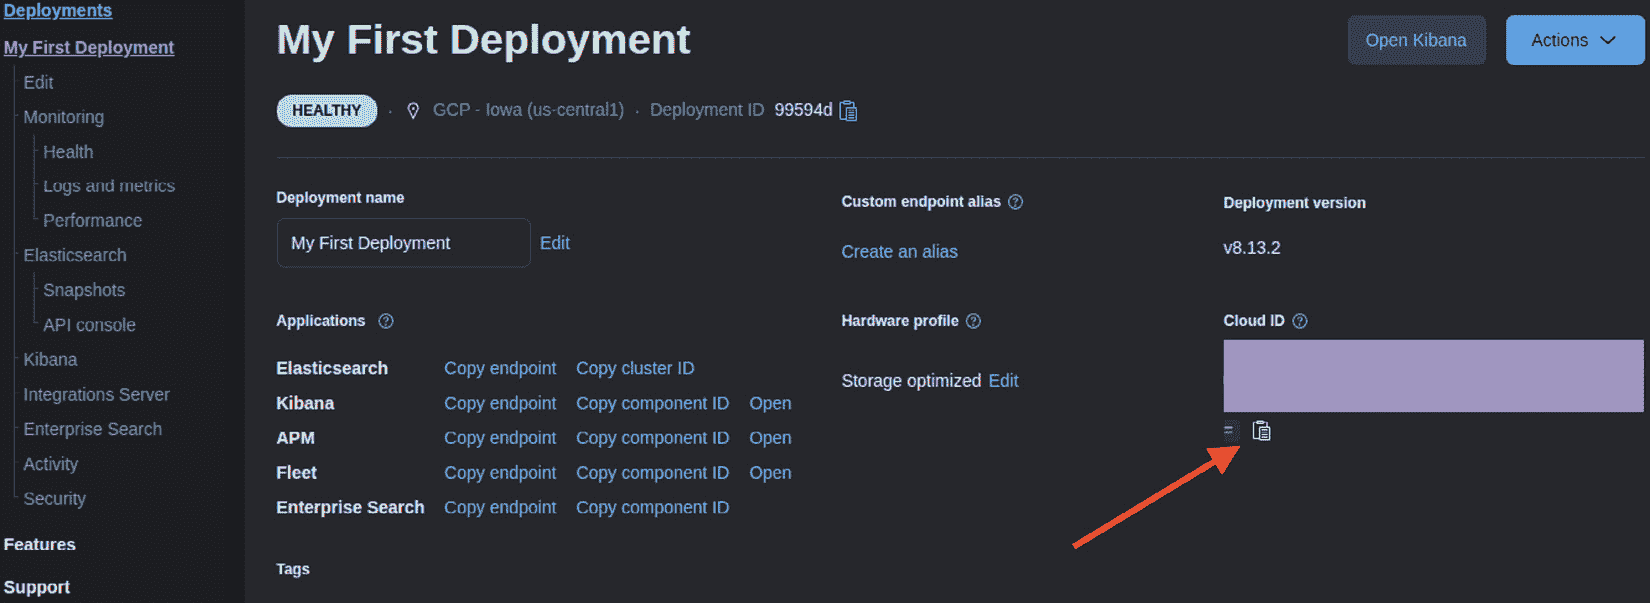 Deployments
My First Deployment
Edit
Monitoring
Health
Logs and metrics
Performance
Elasticsearch
Snapshots
API console
Kibana
Integrations Server
Enterprise Search
Activity
Security
Features
Support
My First Deployment
Open Kibana
Actions
HEALTHY · GCP - Iowa (us-central1) · Deployment ID 99594d
Deployment name
My First Deployment Edit
Custom endpoint alias
Create an alias
Deployment version
v8.13.2
Applications
Elasticsearch Copy endpoint Copy cluster ID
Kibana Copy endpoint Copy component ID Open
APM Copy endpoint Copy component ID Open
Fleet Copy endpoint Copy component ID Open
Enterprise Search Copy endpoint Copy component ID
Hardware profile
Storage optimized Edit
Cloud ID
=
Tags